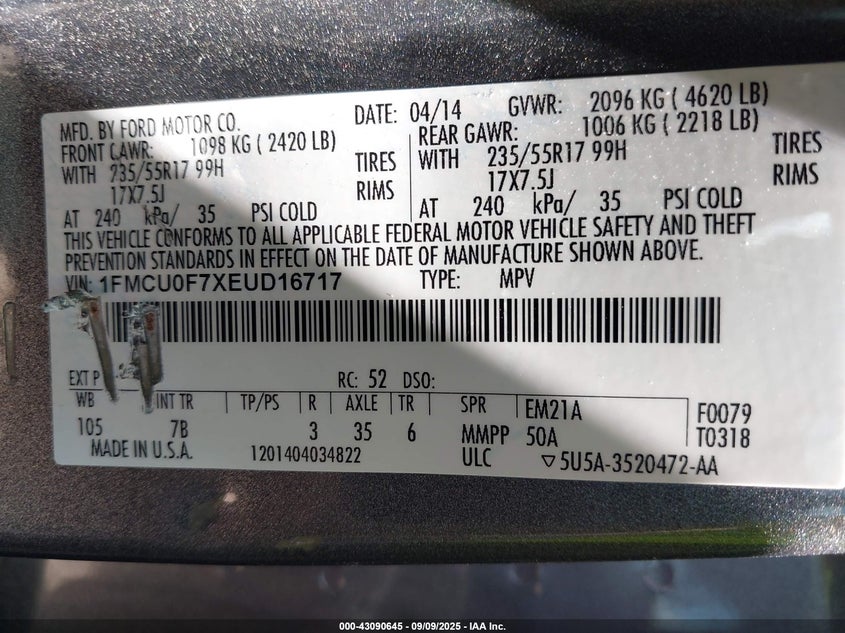 MFD. BY FORD MOTOR CO.
DATE: 04/14 GVWR: 2096 KG ( 4620 LB)
FRONT GAWR: 1098 KG ( 2420 LB)
REAR GAWR: 1006 KG ( 2218 LB)
WITH 235/55R17 99H TIRES
WITH 235/55R17 99H TIRES
17X7.5J RIMS
17X7.5J RIMS
AT 240 kPa/ 35 PSI COLD
AT 240 kPa/ 35 PSI COLD
THIS VEHICLE CONFORMS TO ALL APPLICABLE FEDERAL MOTOR VEHICLE SAFETY AND THEFT
PREVENTION STANDARDS IN EFFECT ON THE DATE OF MANUFACTURE SHOWN ABOVE.
VIN: 1FMCU0F7XEUD16717 TYPE: MPV
EXT P RC: 52 DSO:
WB INT TR TP/PS R AXLE TR SPR EM21A F0079
105 7B 3 35 6 MMPP 50A T0318
MADE IN U.S.A. 1201404034822 ULC ▽5U5A-3520472-AA
000-43090645 - 09/09/2025 - IAA Inc.